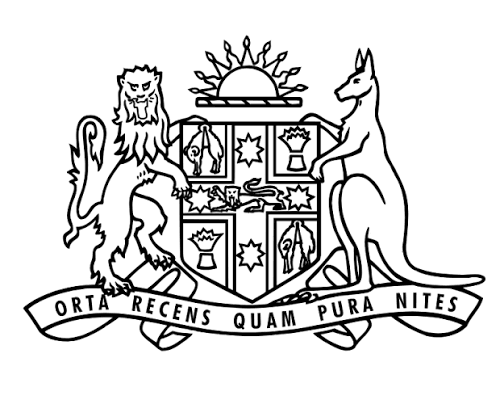 ORTA RECENS QUAM PURA NITES